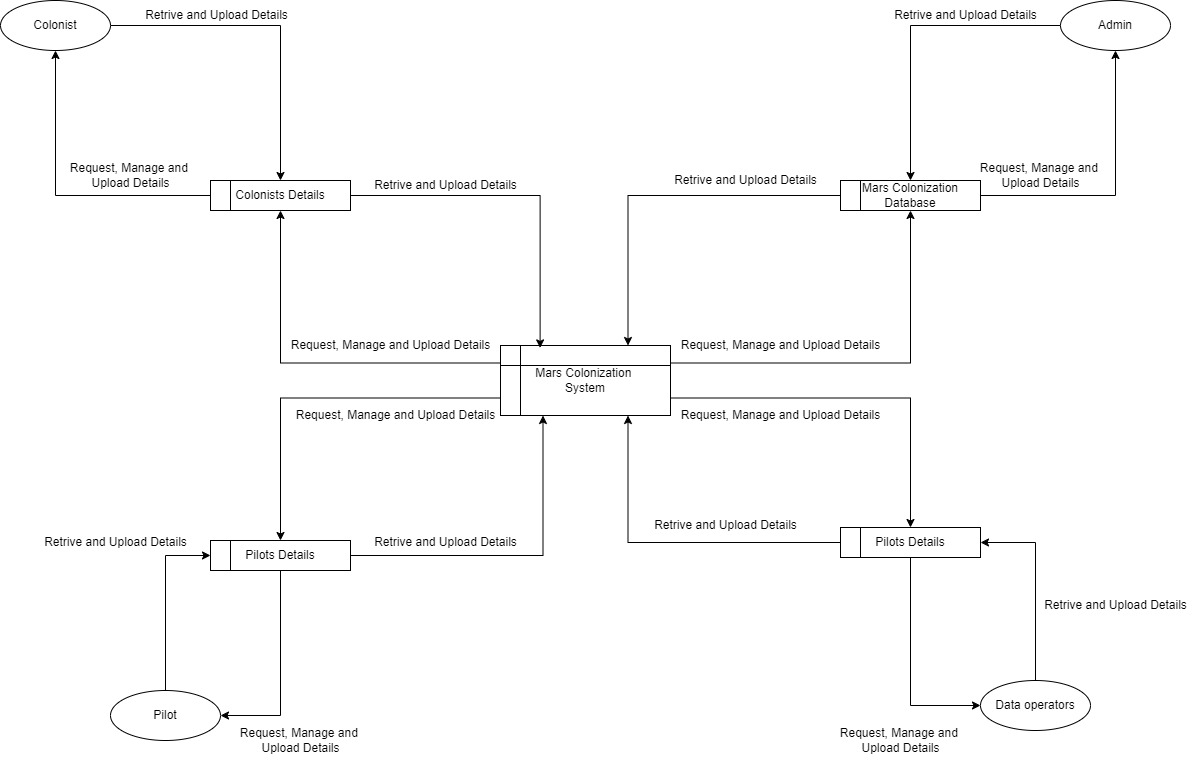 Retrive and Upload Details
Retrive and Upload Details
Colonist
Admin
Request, Manage and
Upload Details
Request, Manage and
Upload Details
Colonists Details
Retrive and Upload Details
Retrive and Upload Details
Mars Colonization
Database
Request, Manage and Upload Details
Request, Manage and Upload Details
Mars Colonization
System
Request, Manage and Upload Details
Request, Manage and Upload Details
Retrive and Upload Details
Pilots Details
Retrive and Upload Details
Retrive and Upload Details
Pilots Details
Retrive and Upload Details
Pilot
Data operators
Request, Manage and
Upload Details
Request, Manage and
Upload Details